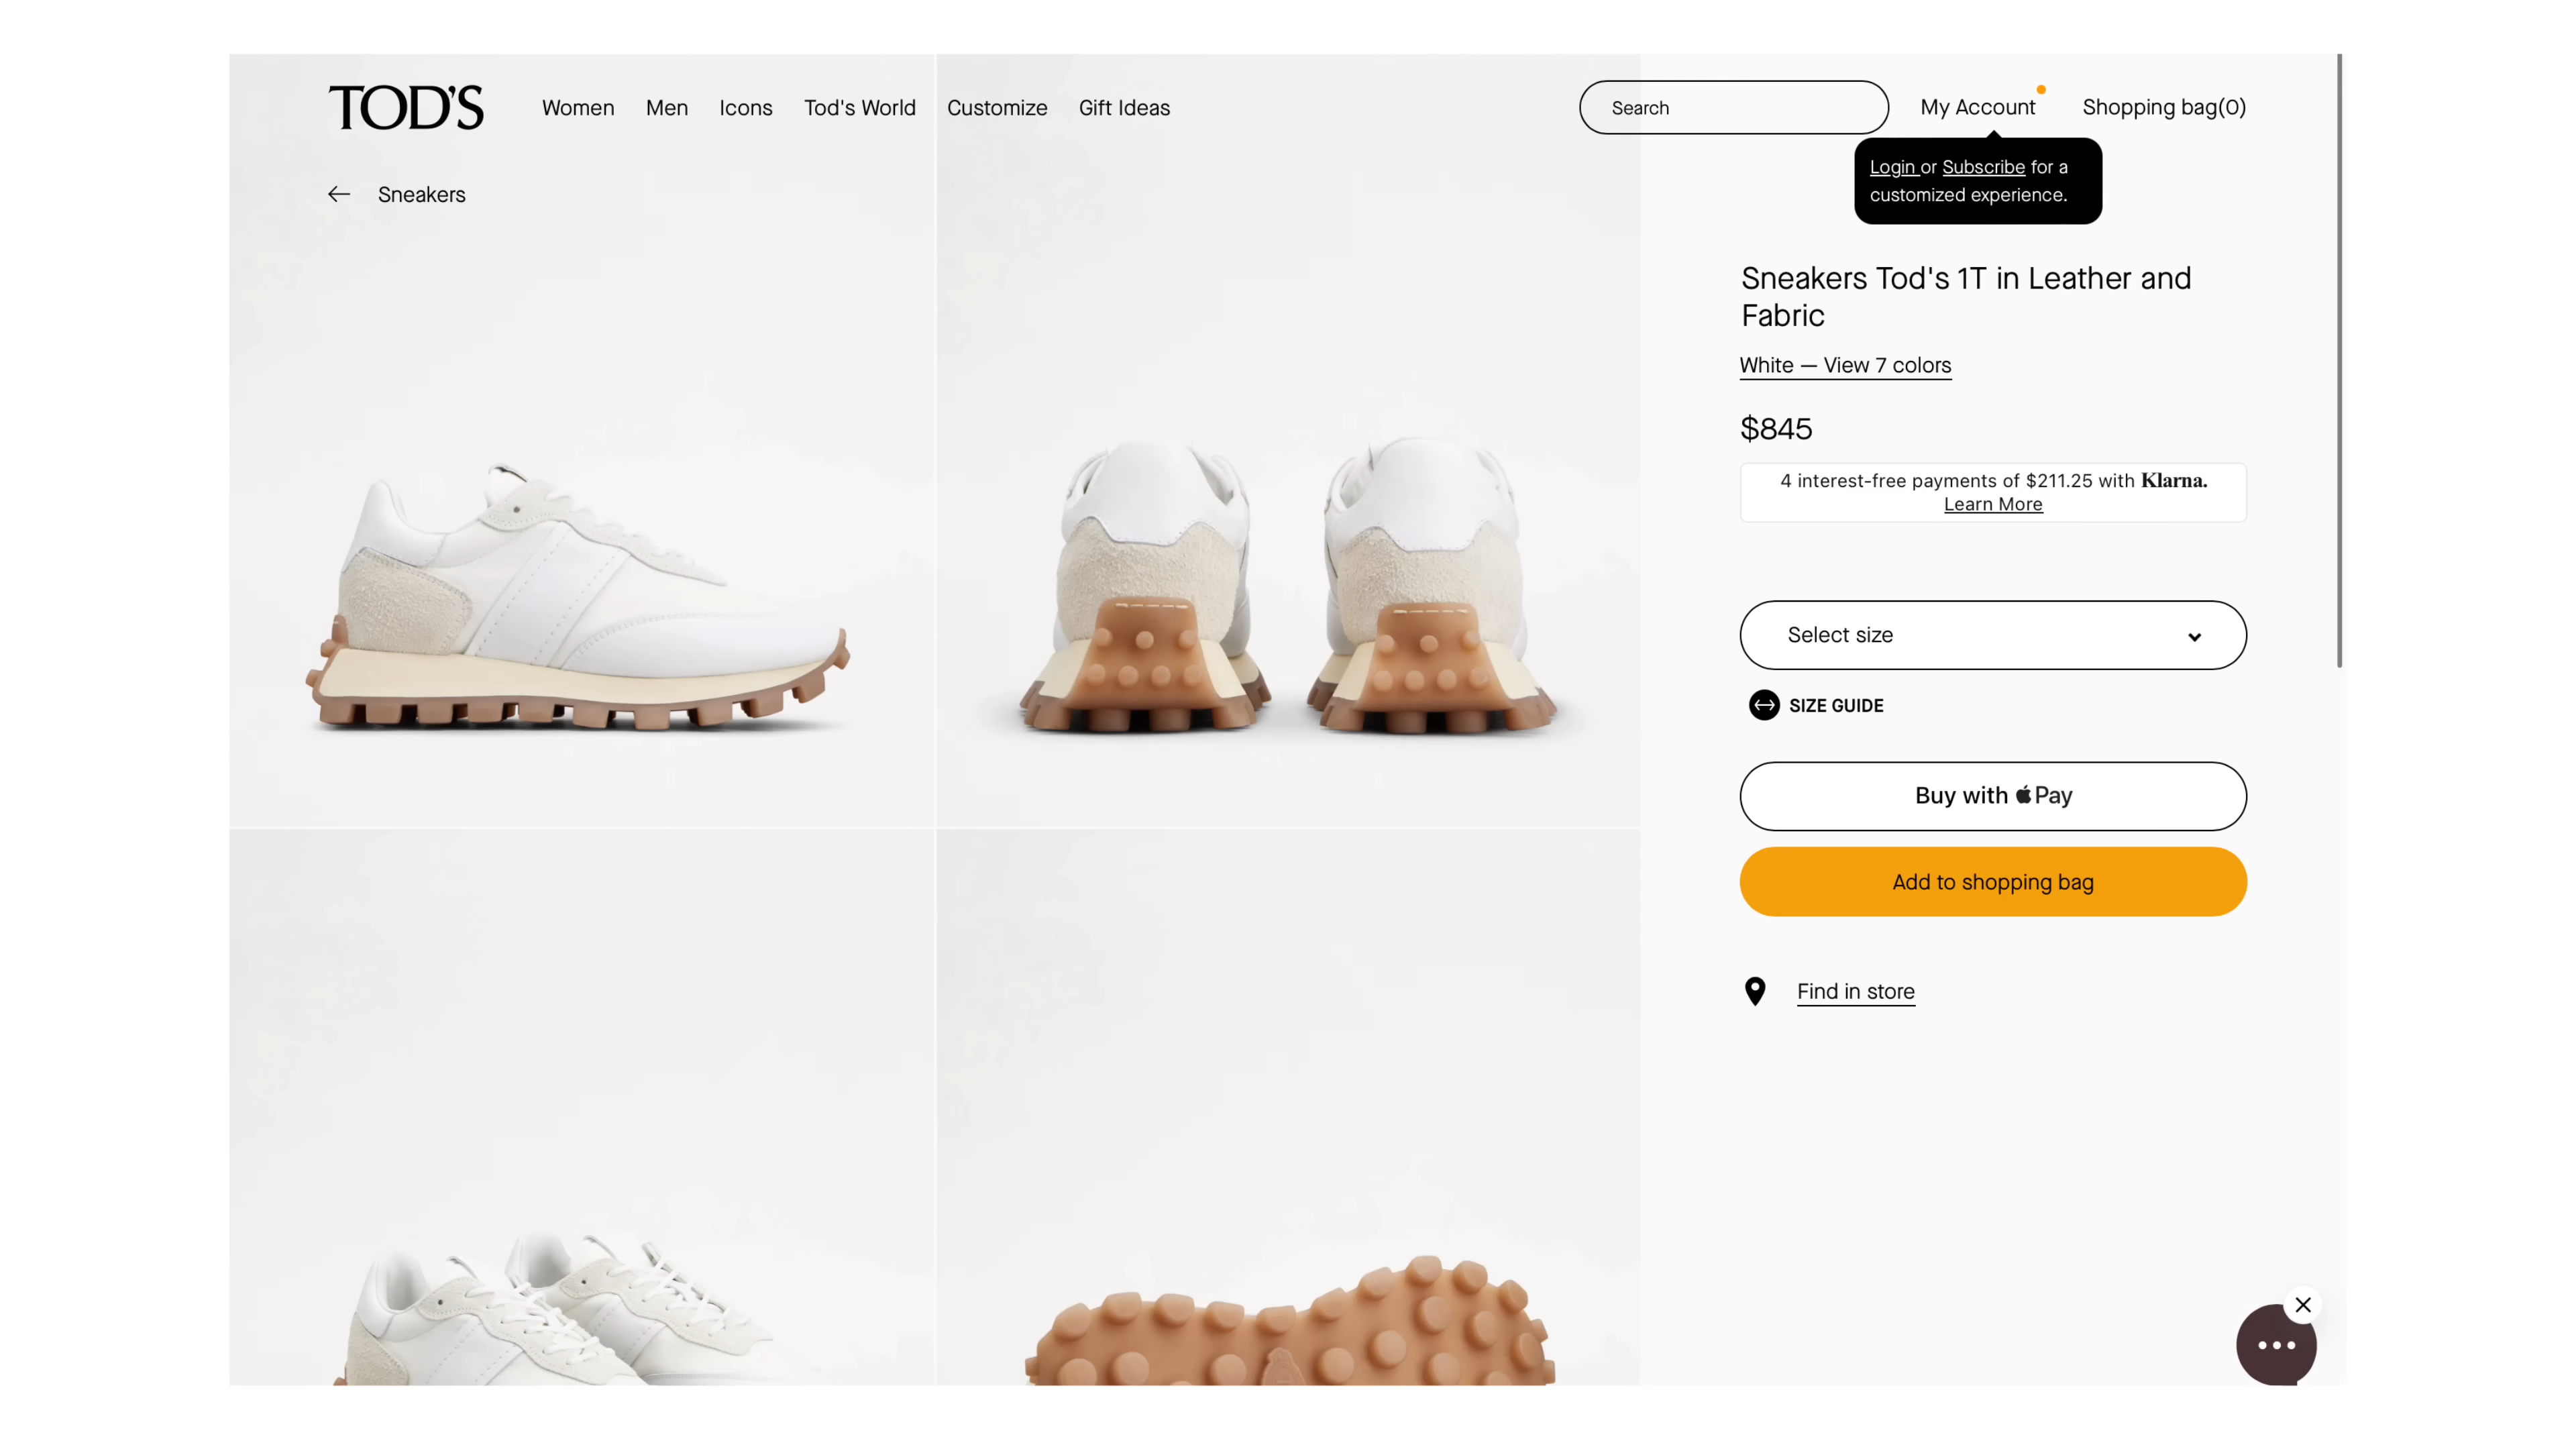 TOD'S
Women Men Icons Tod's World Customize Gift Ideas
Search
My Account
Shopping bag(0)
Login or Subscribe for a
customized experience.
Sneakers
Sneakers Tod's 1T in Leather and
Fabric
White — View 7 colors
$845
4 interest-free payments of $211.25 with Klarna.
Learn More
Select size
SIZE GUIDE
Buy with Pay
Add to shopping bag
Find in store